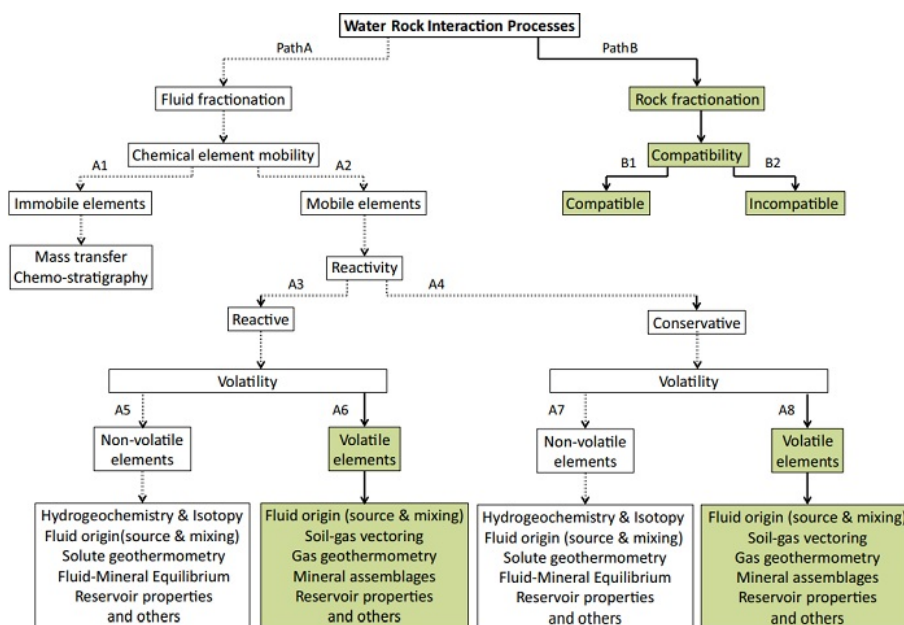 Water Rock Interaction Processes
PathA
PathB
Fluid fractionation
Rock fractionation
Chemical element mobility
Compatibility
A1
A2
B1
B2
Immobile elements
Mobile elements
Compatible
Incompatible
Mass transfer
Chemo-stratigraphy
Reactivity
A3
A4
Reactive
Conservative
Volatility
Volatility
A5
A6
A7
A8
Non-volatile
elements
Volatile
elements
Non-volatile
elements
Volatile
elements
Hydrogeochemistry & Isotopy
Fluid origin(source & mixing)
Solute geothermometry
Fluid-Mineral Equilibrium
Reservoir properties
and others
Fluid origin (source & mixing)
Soil-gas vectoring
Gas geothermometry
Mineral assemblages
Reservoir properties
and others
Hydrogeochemistry & Isotopy
Fluid origin (source & mixing)
Solute geothermometry
Fluid-Mineral Equilibrium
Reservoir properties
and others
Fluid origin (source & mixing)
Soil-gas vectoring
Gas geothermometry
Mineral assemblages
Reservoir properties
and others